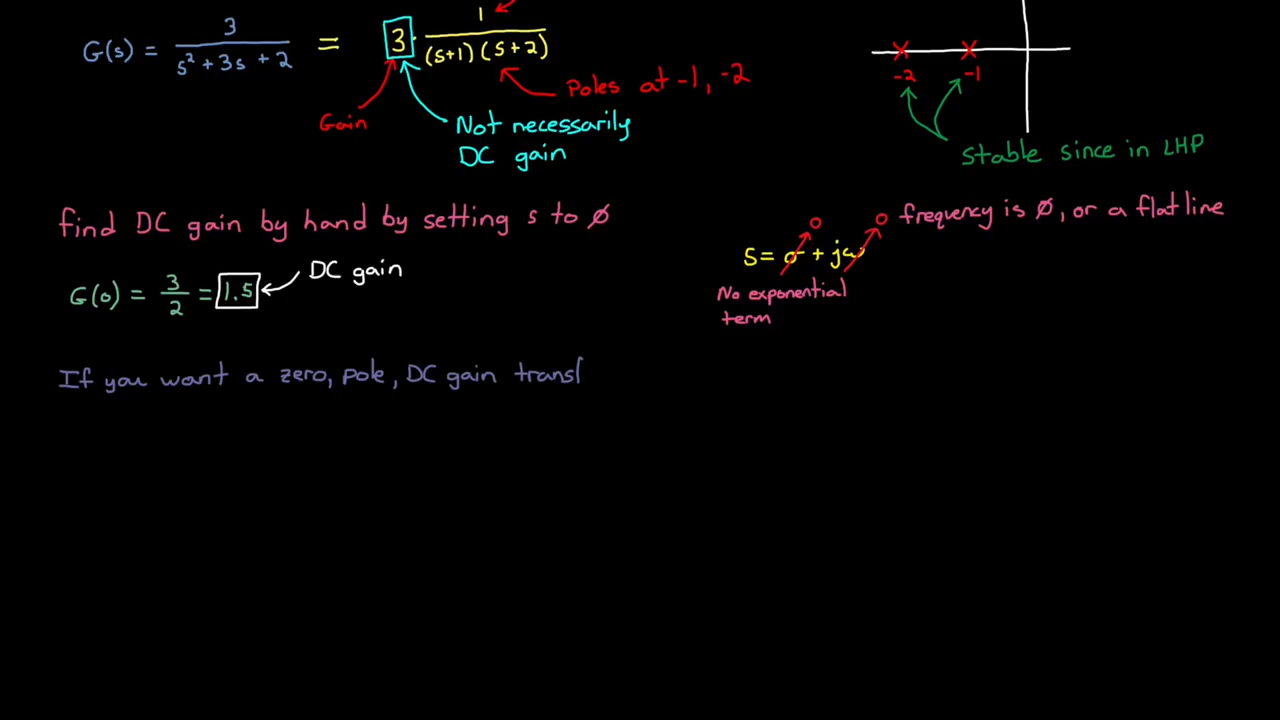 G(s) = 3 / (s² + 3s + 2) = 3 · 1 / ((s+1)(s+2))
Poles at -1, -2
Gain
Not necessarily
DC gain
-2 -1
Stable since in LHP
find DC gain by hand by setting s to ∅
G(0) = 3/2 = 1.5
DC gain
0 0 frequency is ∅, or a flat line
s = σ + jω
No exponential
term
If you want a zero, pole, DC gain transf